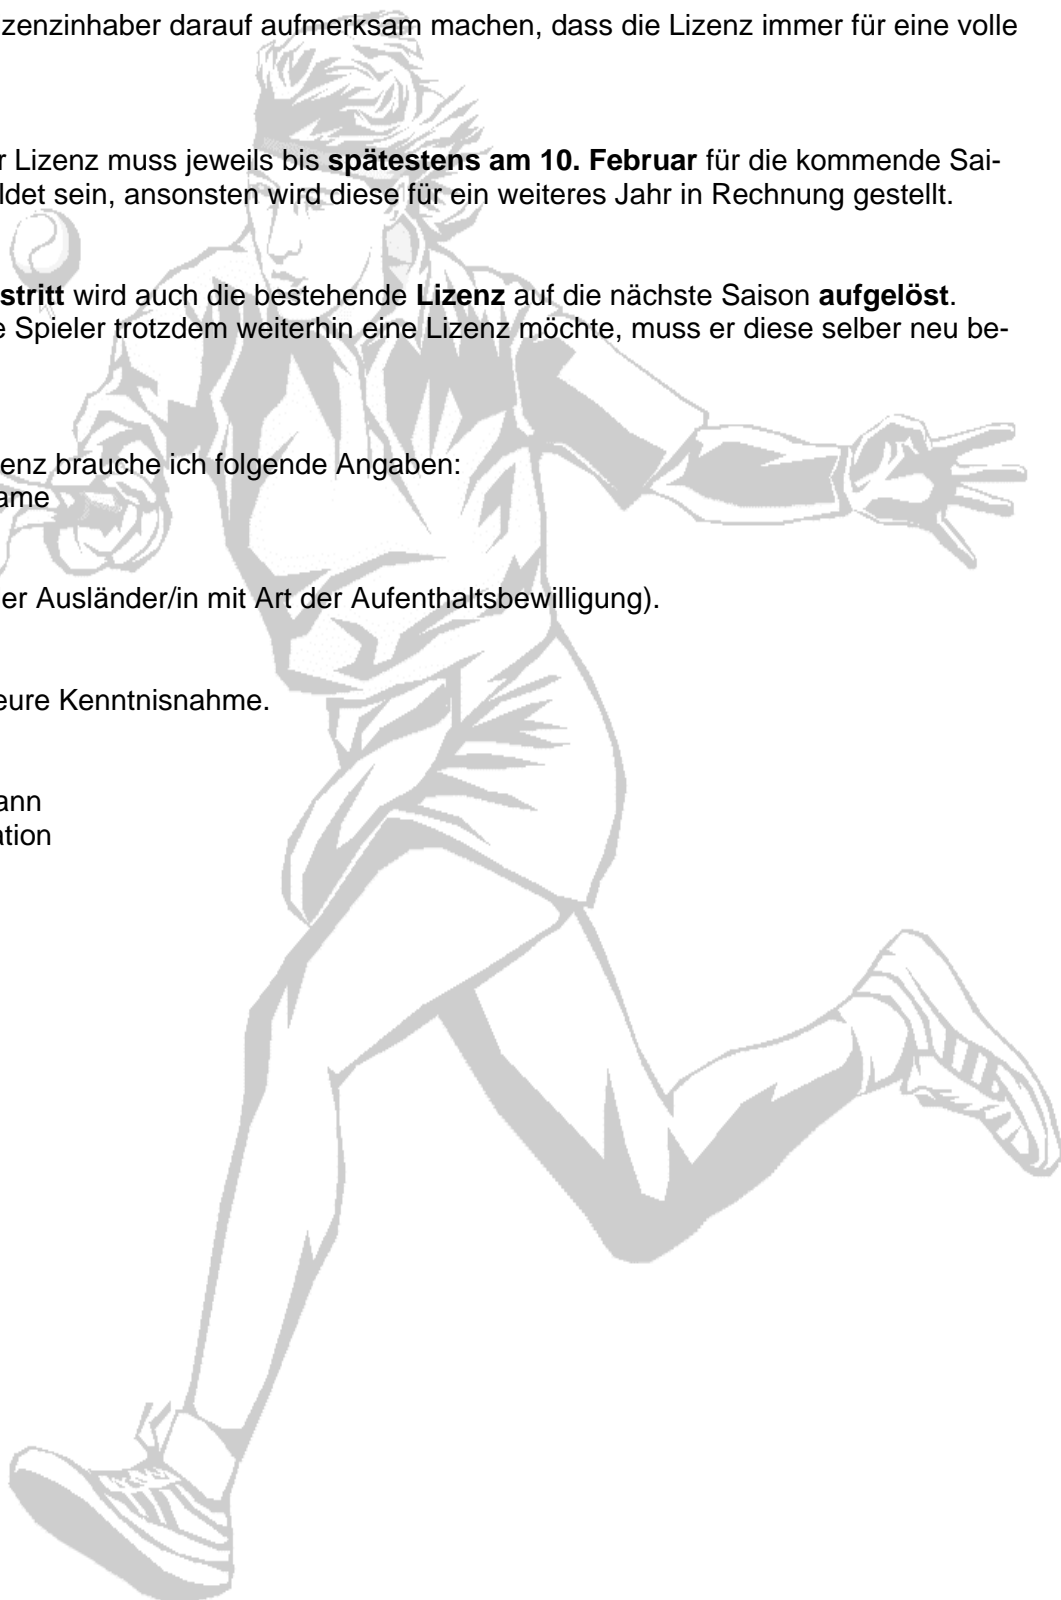 zenzinhaber darauf aufmerksam machen, dass die Lizenz immer für eine volle
r Lizenz muss jeweils bis spätestens am 10. Februar für die kommende Sai-
ldet sein, ansonsten wird diese für ein weiteres Jahr in Rechnung gestellt.
stritt wird auch die bestehende Lizenz auf die nächste Saison aufgelöst.
e Spieler trotzdem weiterhin eine Lizenz möchte, muss er diese selber neu be-
enz brauche ich folgende Angaben:
ame
er Ausländer/in mit Art der Aufenthaltsbewilligung).
eure Kenntnisnahme.
ann
ation